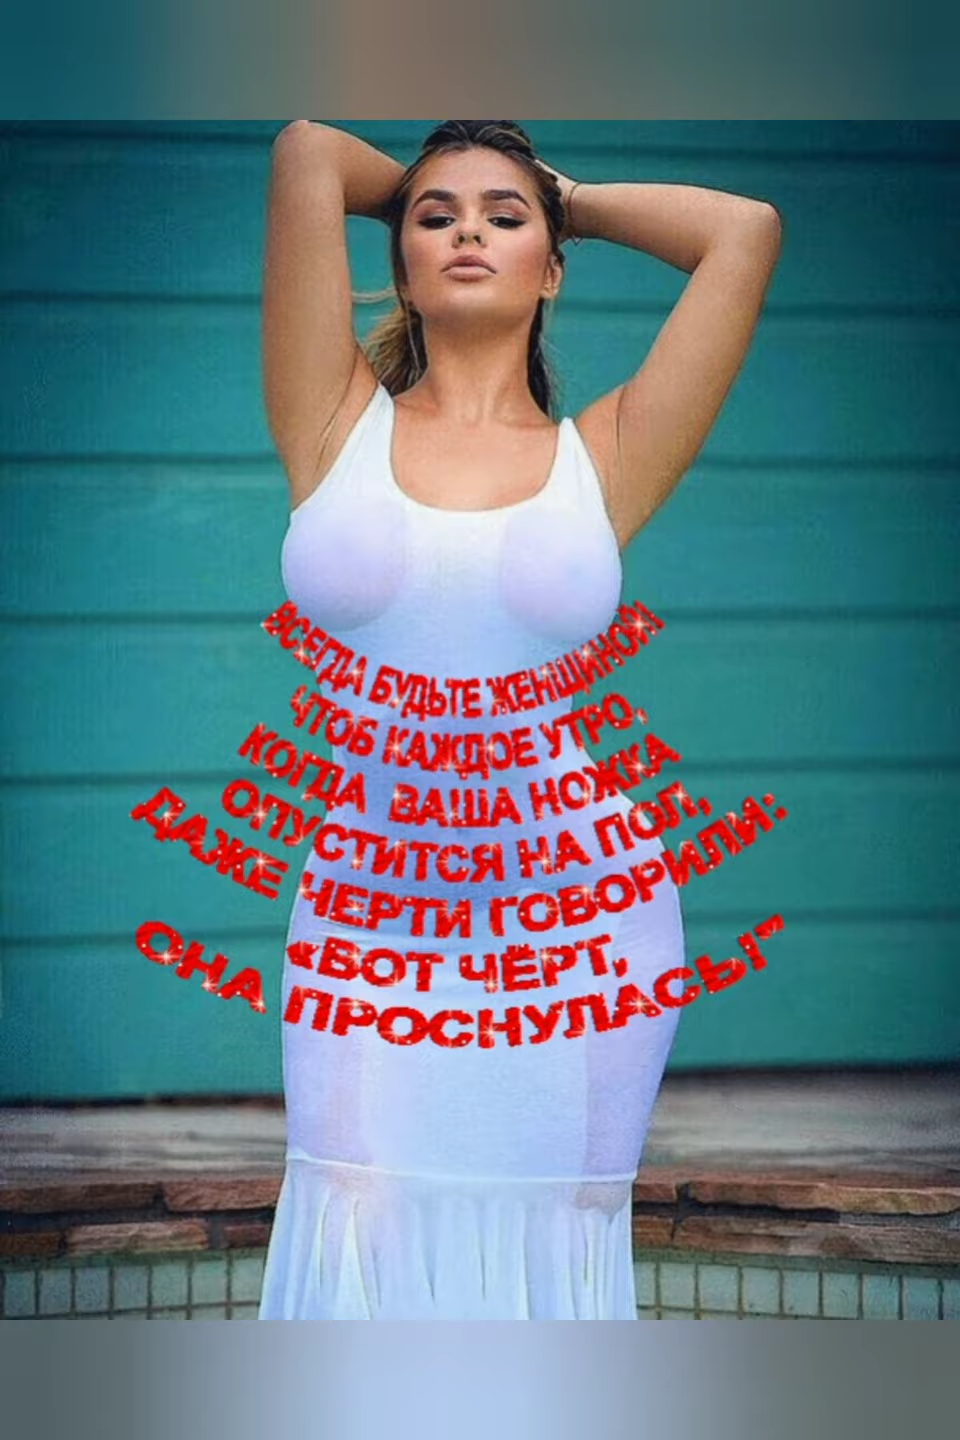 ВСЕГДА БУДЬТЕ ЖЕНЩИНОЙ!
ЧТОБ КАЖДОЕ УТРО,
КОГДА ВАША НОЖКА
ОПУСТИТСЯ НА ПОЛ,
ДАЖЕ ЧЕРТИ ГОВОРИЛИ:
«ВОТ ЧЁРТ,
ОНА ПРОСНУЛАСЬ!"